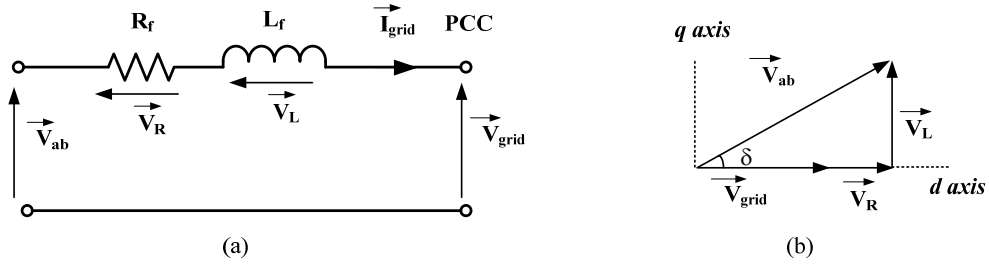 R_f
L_f
I_grid
PCC
V_R
V_L
V_ab
V_grid
(a)
q axis
V_ab
V_L
δ
V_grid
V_R
d axis
(b)